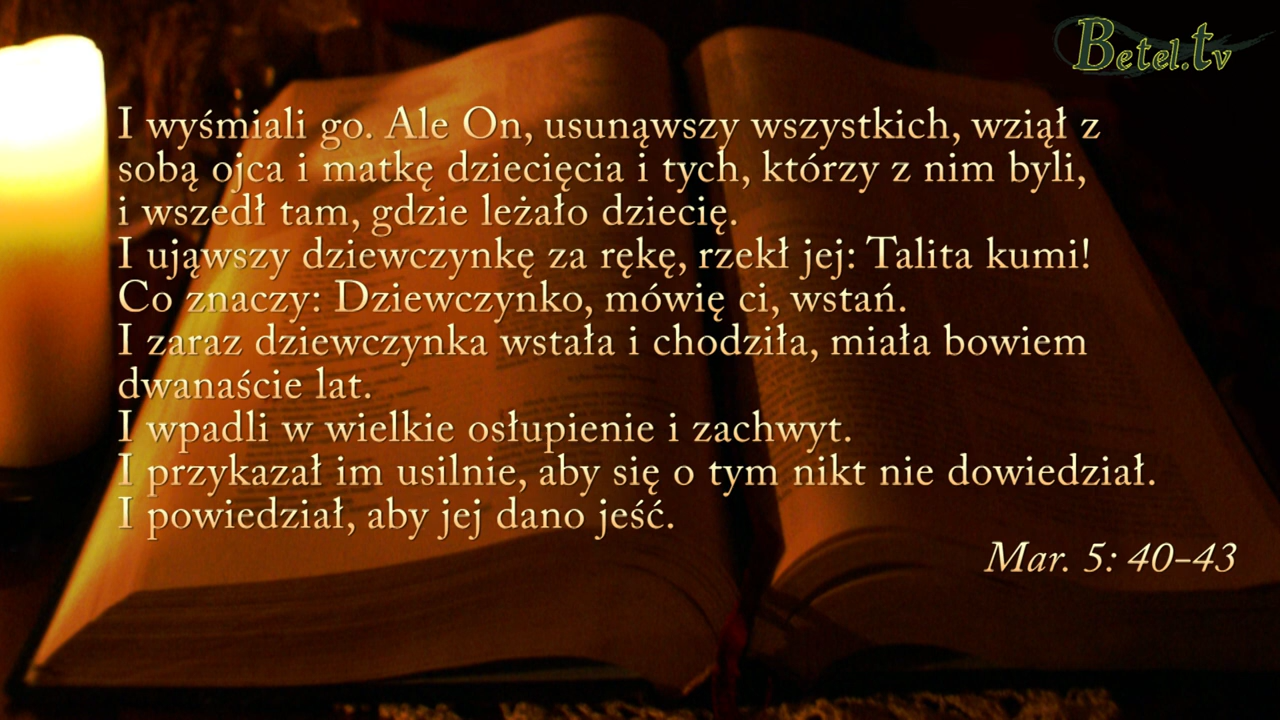 Betel.tv
I wyśmiali go. Ale On, usunąwszy wszystkich, wziął z
sobą ojca i matkę dziecięcia i tych, którzy z nim byli,
i wszedł tam, gdzie leżało dziecię.
I ująwszy dziewczynkę za rękę, rzekł jej: Talita kumi!
Co znaczy: Dziewczynko, mówię ci, wstań.
I zaraz dziewczynka wstała i chodziła, miała bowiem
dwanaście lat.
I wpadli w wielkie osłupienie i zachwyt.
I przykazał im usilnie, aby się o tym nikt nie dowiedział.
I powiedział, aby jej dano jeść.
Mar. 5: 40-43